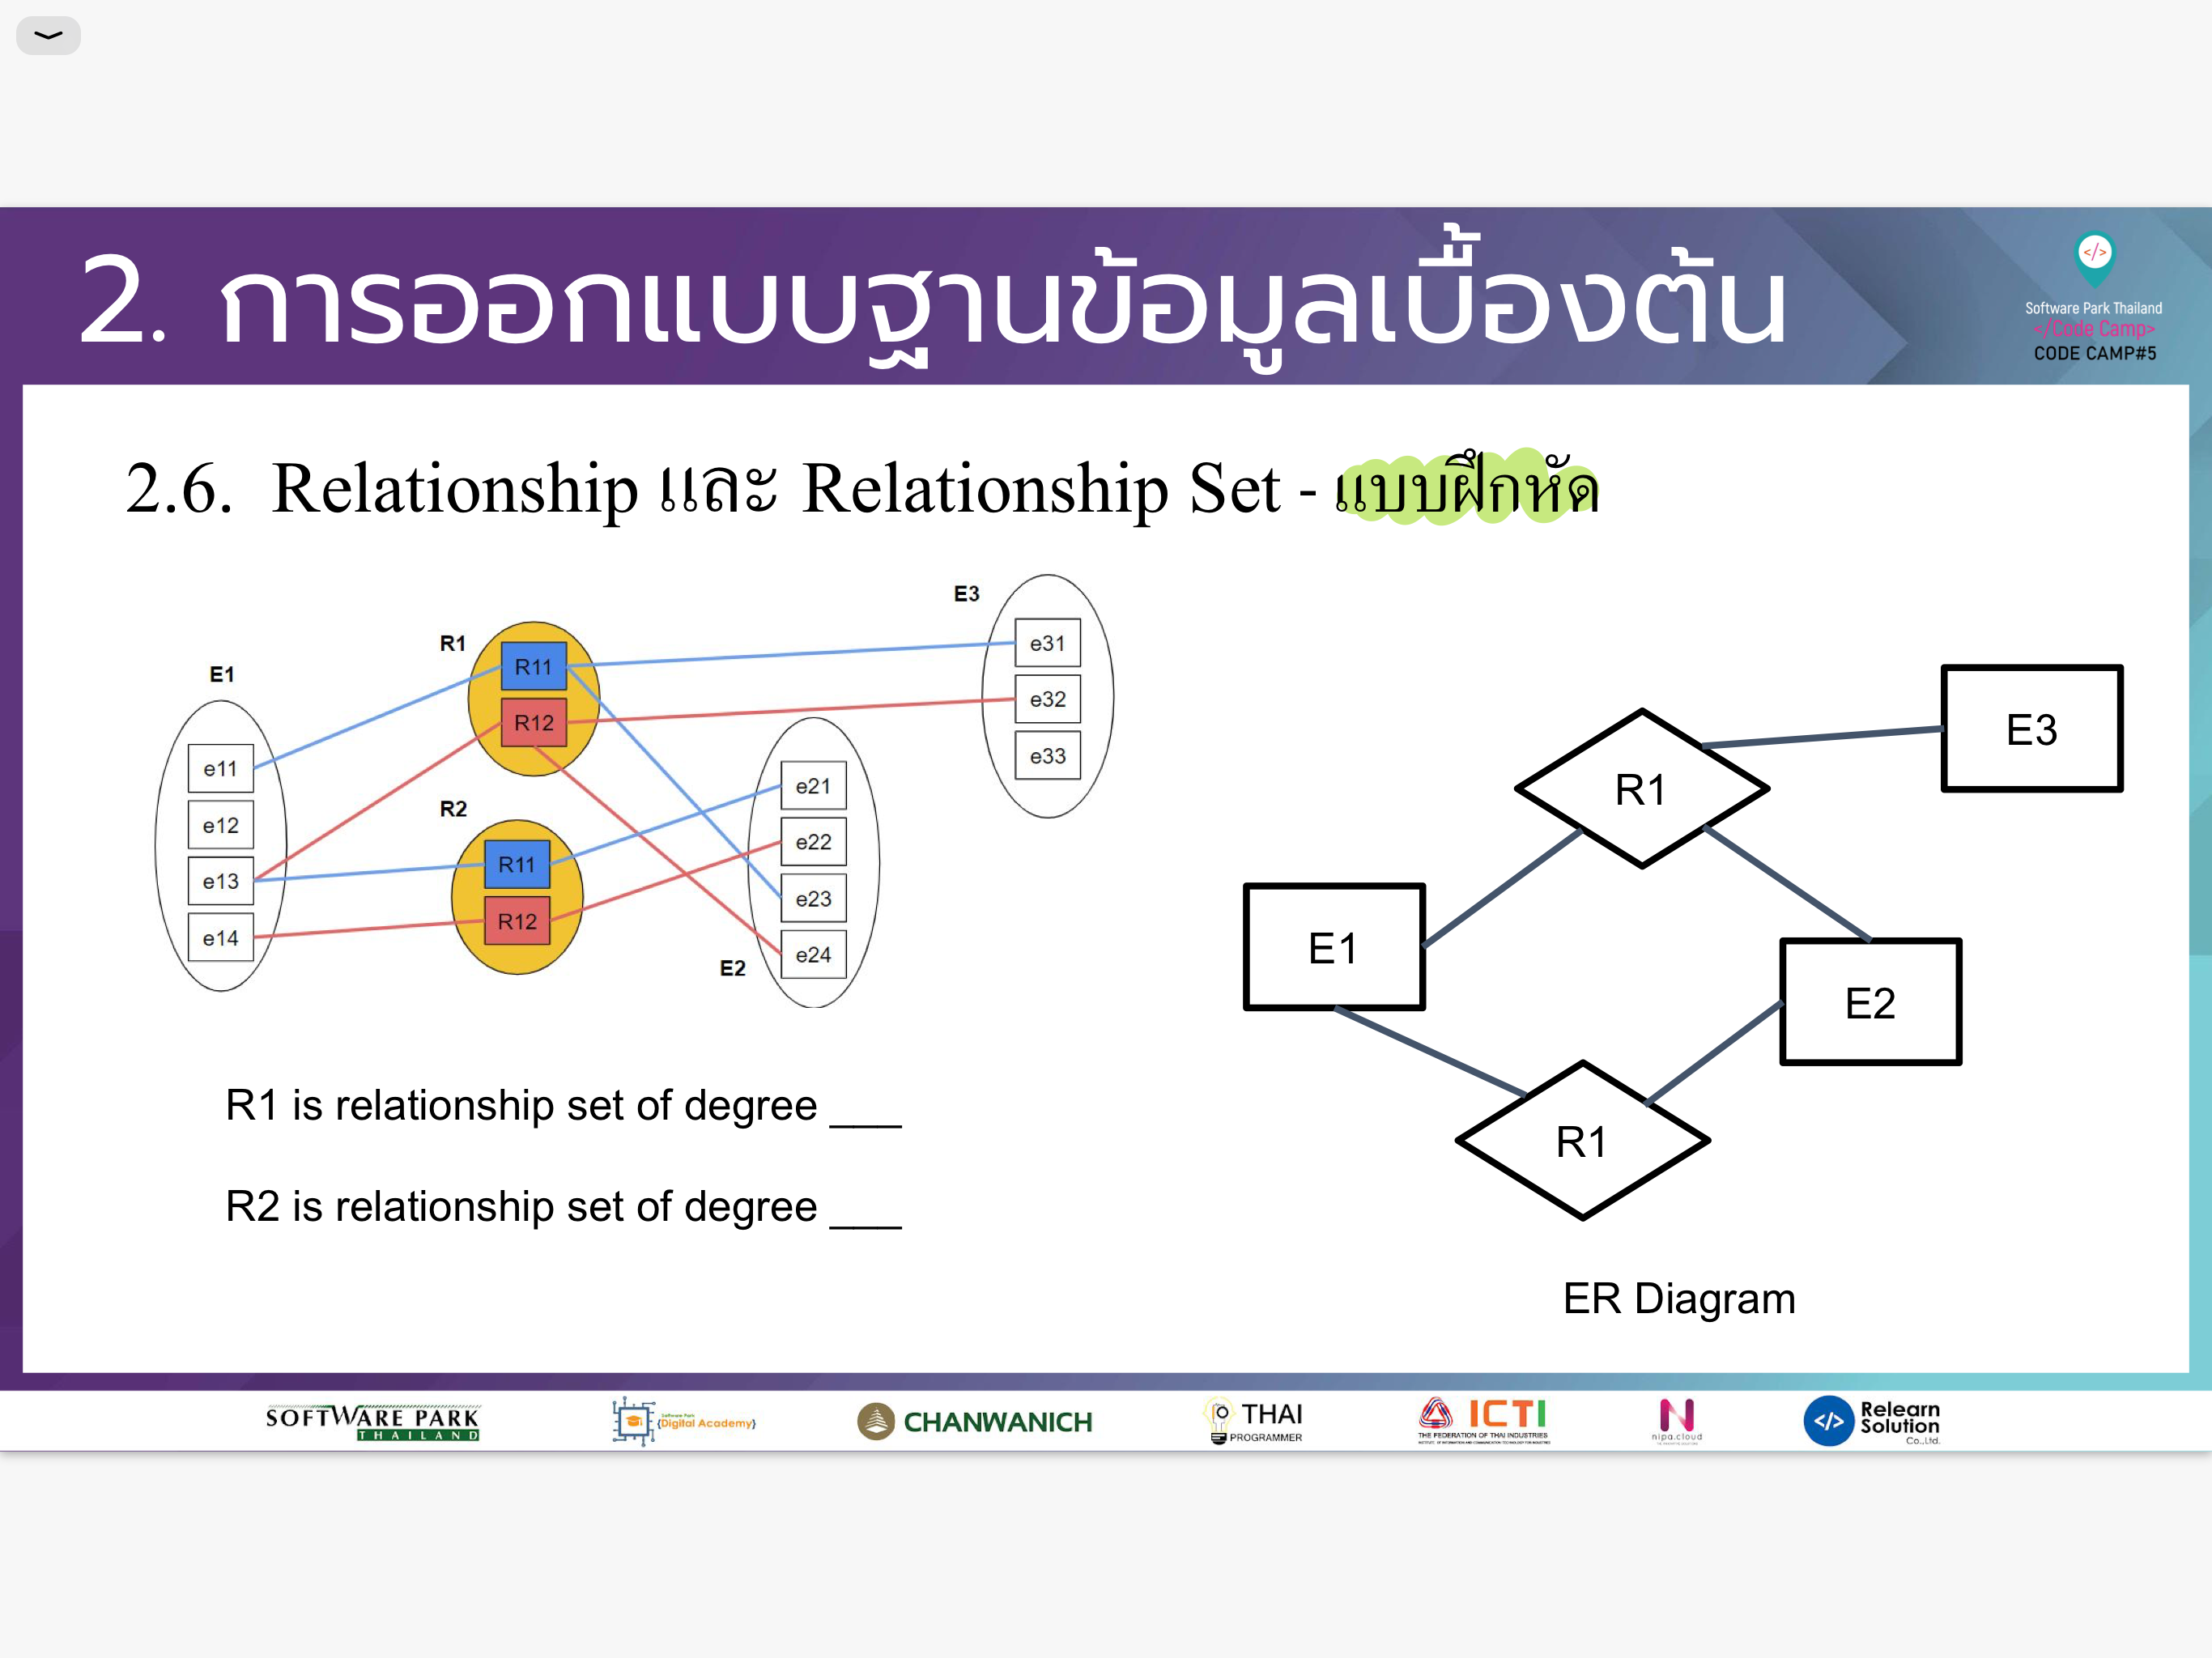 2. การออกแบบฐานข้อมูลเบื้องต้น
</>
Software Park Thailand
</Code Camp>
CODE CAMP#5
2.6. Relationship และ Relationship Set - แบบฝึกหัด
E1
e11
e12
e13
e14
R1
R11
R12
R2
R11
R12
E3
e31
e32
e33
e21
e22
e23
e24
E2
R1 is relationship set of degree ___
R2 is relationship set of degree ___
E3
R1
E1
E2
R1
ER Diagram
SOFTWARE PARK
THAILAND
Software Park
{Digital Academy}
CHANWANICH
THAI
PROGRAMMER
ICTI
THE FEDERATION OF THAI INDUSTRIES
N
nipa.cloud
</>
Relearn
Solution
Co.,Ltd.